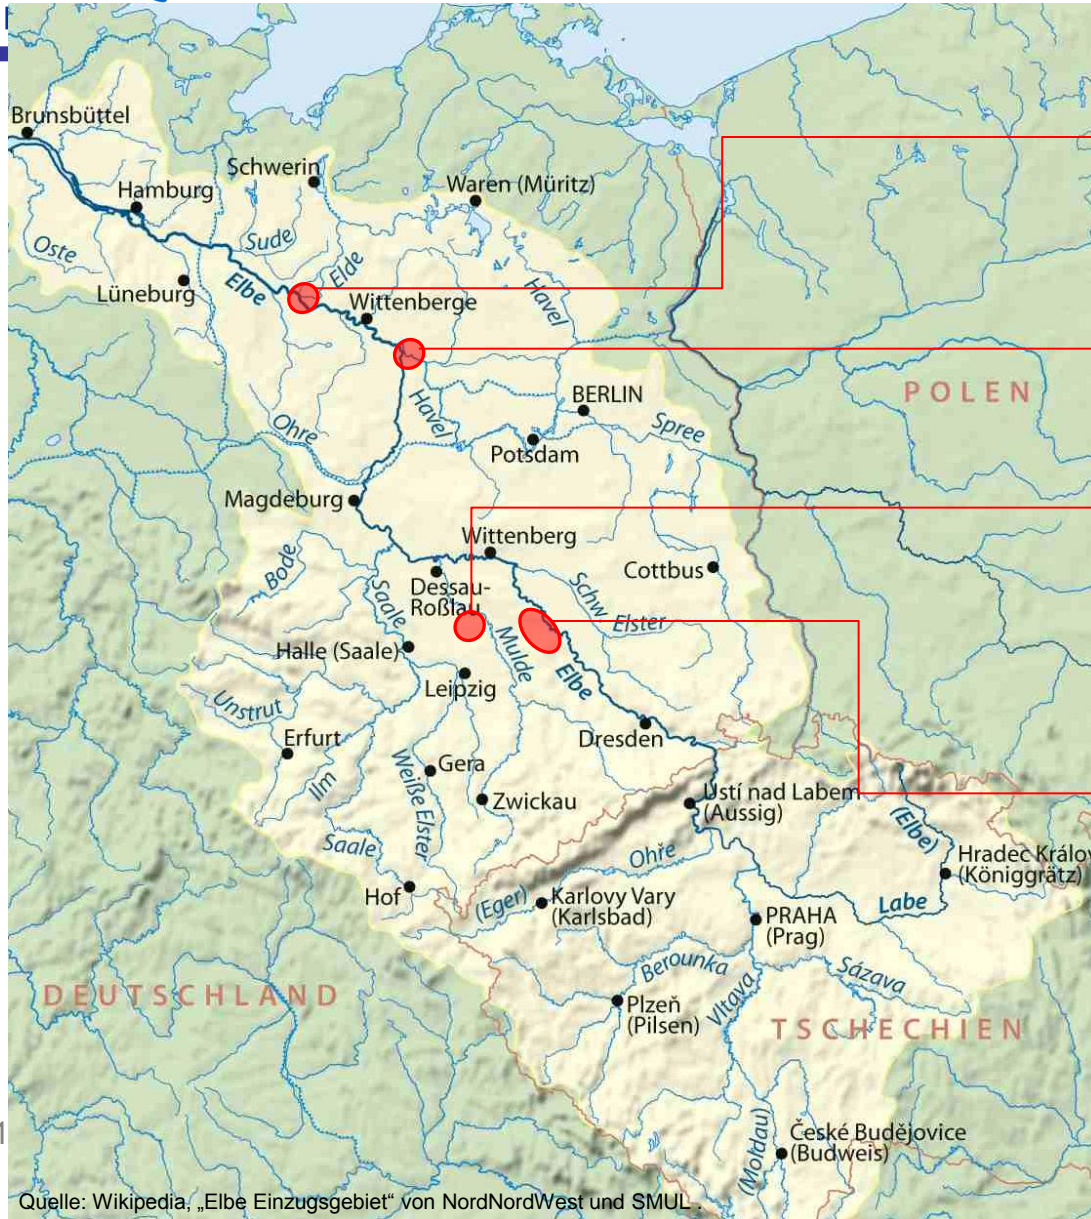 Brunsbüttel
Schwerin
Waren (Müritz)
Hamburg
Sude
Oste
Elde
Lüneburg
Elbe
Havel
Wittenberge
BERLIN
POLEN
Havel
Ohre
Spree
Potsdam
Magdeburg
Wittenberg
Bode
Saale
Dessau-
Roßlau
Schw
Elster
Cottbus
Mulde
Halle (Saale)
Elbe
Leipzig
Unstrut
Erfurt
Dresden
Ilm
Weiße Elster
Gera
Zwickau
Ústí nad Labem
(Aussig)
(Elbe)
Saale
Ohře
Hradec Králov
(Königgrätz)
Hof
(Eger)
Karlovy Vary
(Karlsbad)
Labe
PRAHA
(Prag)
Berounka
Sázava
DEUTSCHLAND
Vltava
Plzeň
(Pilsen)
TSCHECHIEN
(Moldau)
České Budějovice
(Budweis)
Quelle: Wikipedia, „Elbe Einzugsgebiet“ von NordNordWest und SMUL .